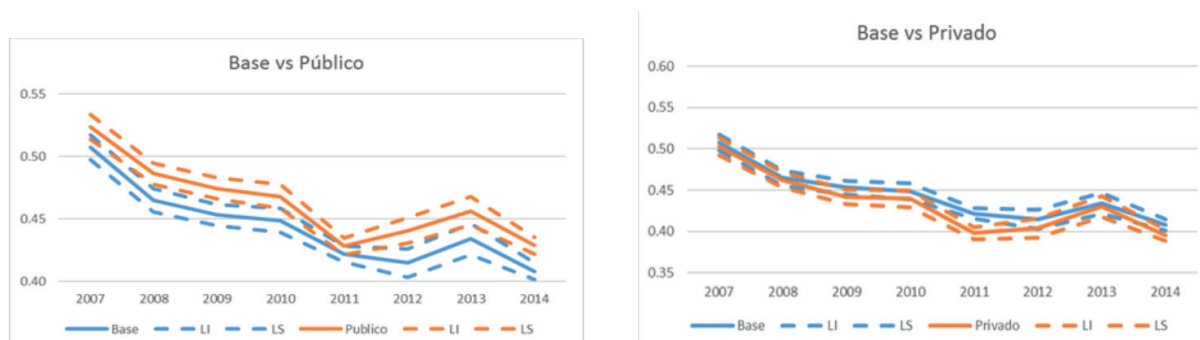 Base vs Público
0.55
0.50
0.45
0.40
2007 2008 2009 2010 2011 2012 2013 2014
Base LI LS Publico LI LS
Base vs Privado
0.60
0.55
0.50
0.45
0.40
0.35
2007 2008 2009 2010 2011 2012 2013 2014
Base LI LS Privado LI LS